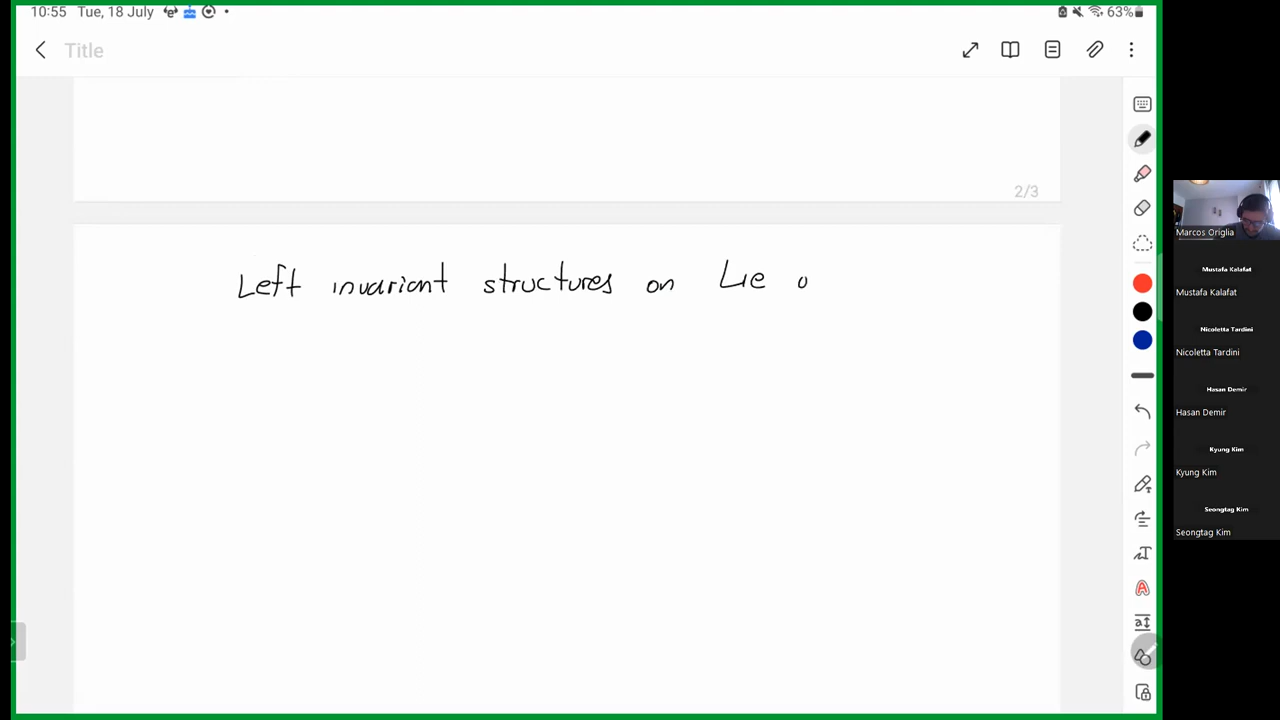 10:55 Tue, 18 July
63%
Title
2/3
Left invariant structures on Lie
Marcos Origlia
Mustafa Kalafat
Mustafa Kalafat
Nicoletta Tardini
Nicoletta Tardini
Hasan Demir
Hasan Demir
Kyung Kim
Kyung Kim
Seongtag Kim
Seongtag Kim